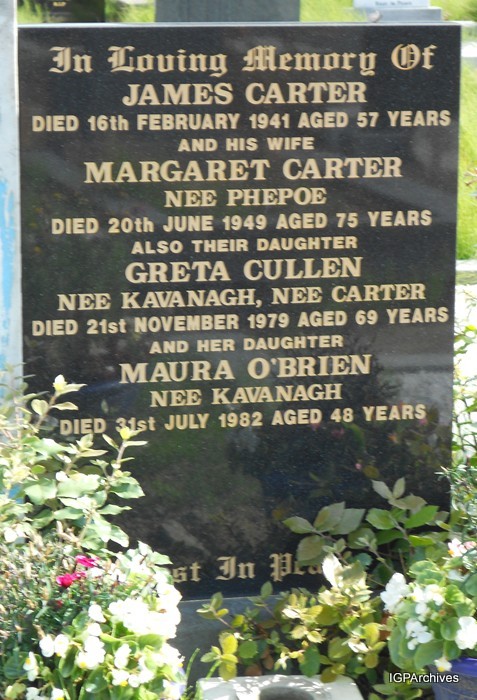 In Loving Memory Of
JAMES CARTER
DIED 16th FEBRUARY 1941 AGED 57 YEARS
AND HIS WIFE
MARGARET CARTER
NEE PHEPOE
DIED 20th JUNE 1949 AGED 75 YEARS
ALSO THEIR DAUGHTER
GRETA CULLEN
NEE KAVANAGH, NEE CARTER
DIED 21st NOVEMBER 1979 AGED 69 YEARS
AND HER DAUGHTER
MAURA O'BRIEN
NEE KAVANAGH
DIED 31st JULY 1982 AGED 48 YEARS
In
IGPArchives